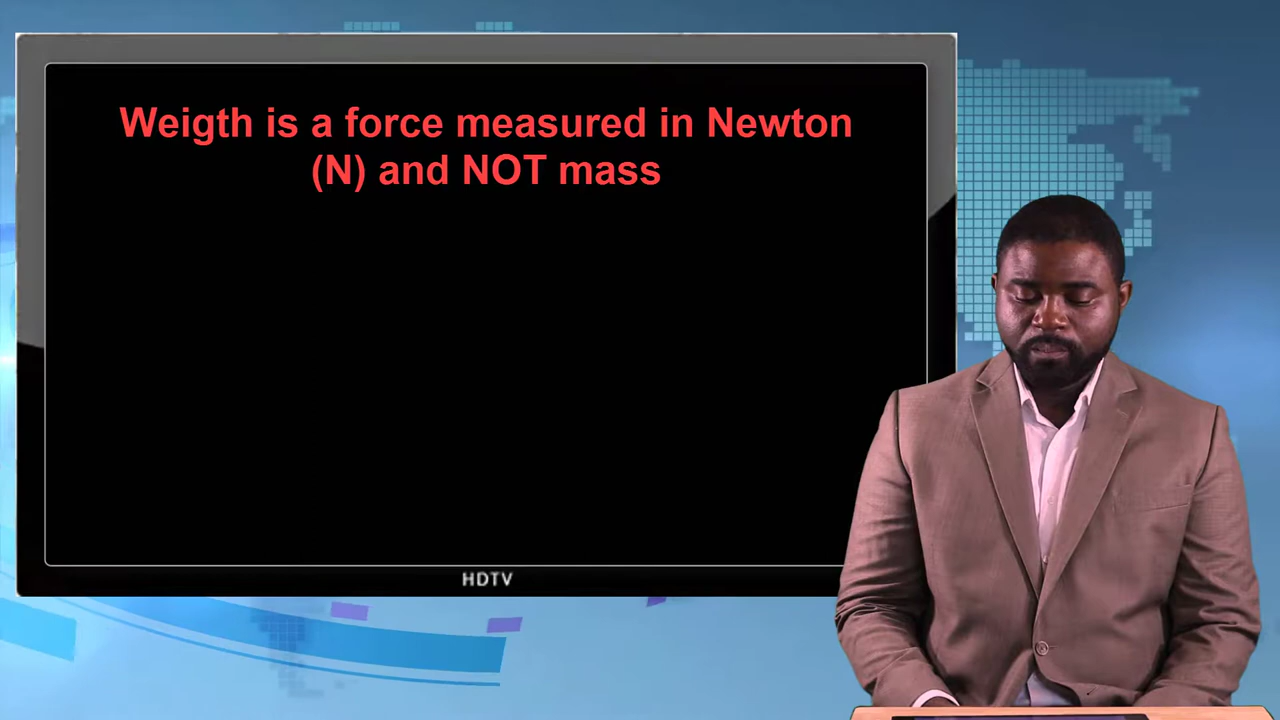 Weigth is a force measured in Newton
(N) and NOT mass
HDTV